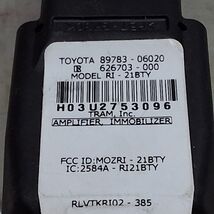 TOYOTA 89783 - 06020
626703 - 000
MODEL RI - 21BTY
H03U2753096
TRAM, Inc.
AMPLIFIER, IMMOBILIZER
FCC ID:MOZRI - 21BTY
IC:2584A - RI21BTY
RLVTKRI02 - 385